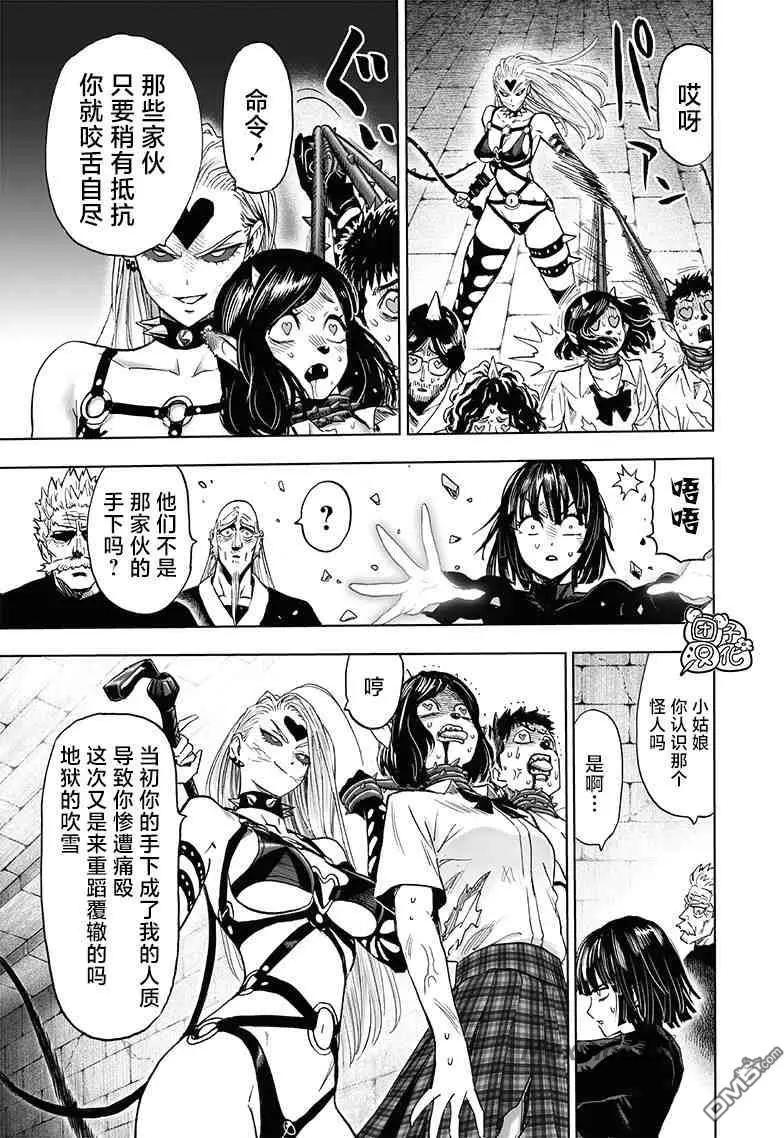 哎呀
パアン
ぐぐ
命令！
那些家伙
只要稍有抵抗
你就咬舌自尽
唔唔
？
他们不是
那家伙的
手下吗？
小姑娘
你认识那个
怪人吗
是啊…
哼
当初你的手下成了我的人质
导致你惨遭痛殴
这次又是来重蹈覆辙的吗
地狱的吹雪
团子汉化
DM5.com